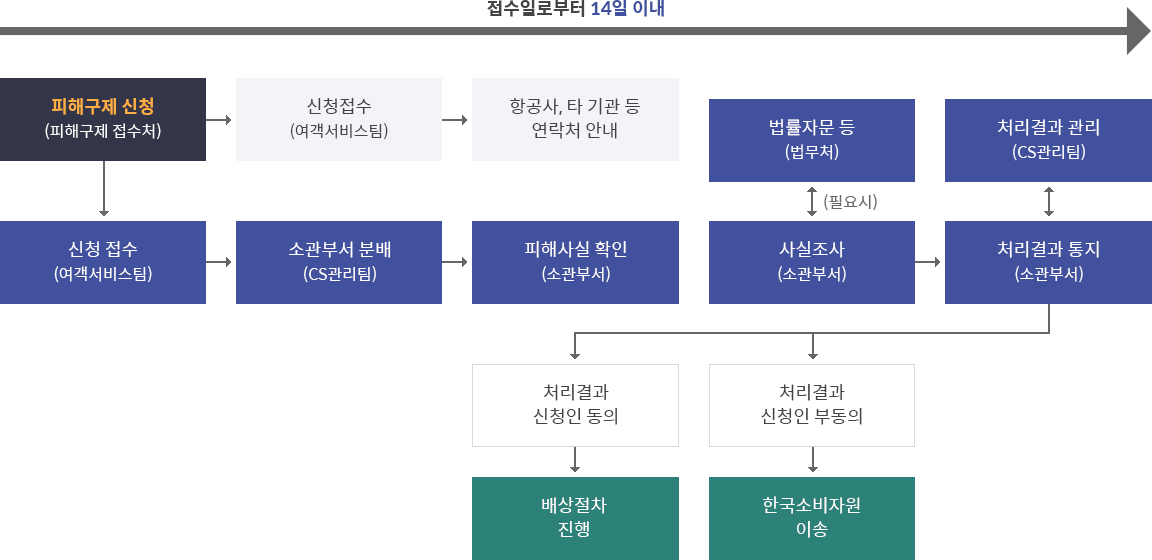 접수일로부터 14일 이내
피해구제 신청
(피해구제 접수처)
신청접수
(여객서비스팀)
항공사, 타 기관 등
연락처 안내
법률자문 등
(법무처)
처리결과 관리
(CS관리팀)
(필요시)
신청 접수
(여객서비스팀)
소관부서 분배
(CS관리팀)
피해사실 확인
(소관부서)
사실조사
(소관부서)
처리결과 통지
(소관부서)
처리결과
신청인 동의
처리결과
신청인 부동의
배상절차
진행
한국소비자원
이송